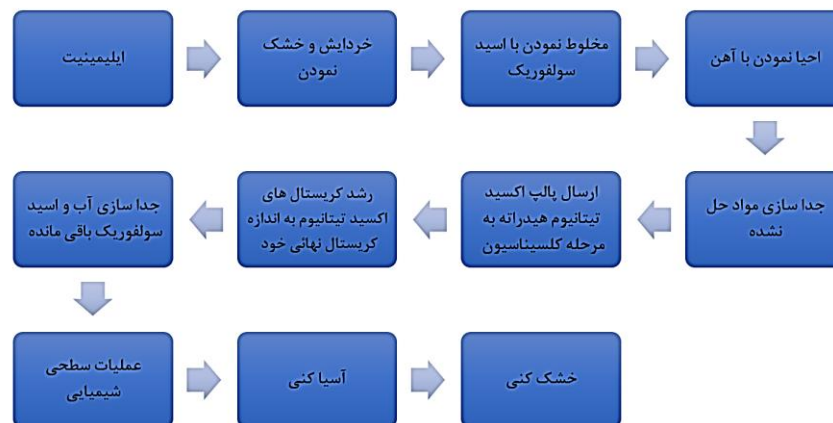 ایلیمینیت
خردایش و خشک
نمودن
مخلوط نمودن با اسید
سولفوریک
احیا نمودن با آهن
جدا سازی مواد حل
نشده
ارسال پالپ اکسید
تیتانیوم هیدراته به
مرحله کلسیناسیون
رشد کریستال های
اکسید تیتانیوم به اندازه
کریستال نهائی خود
جدا سازی آب و اسید
سولفوریک باقی مانده
عملیات سطحی
شیمیایی
آسیا کنی
خشک کنی